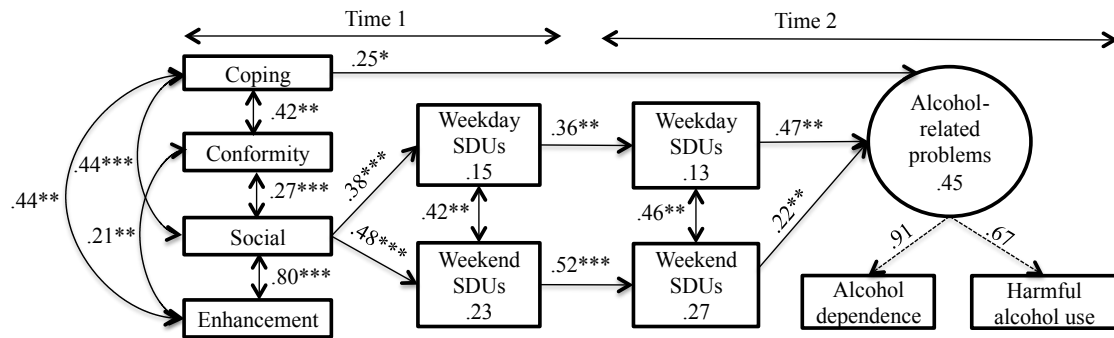 Time 1
Time 2
Coping
.25*
.42**
Conformity
.44***
.44**
.27***
.21**
Social
.80***
Enhancement
.38***
.48***
Weekday
SDUs
.15
.42**
Weekend
SDUs
.23
.36**
.52***
Weekday
SDUs
.13
.46**
Weekend
SDUs
.27
.47**
.22**
Alcohol-
related
problems
.45
.91
.67
Alcohol
dependence
Harmful
alcohol use